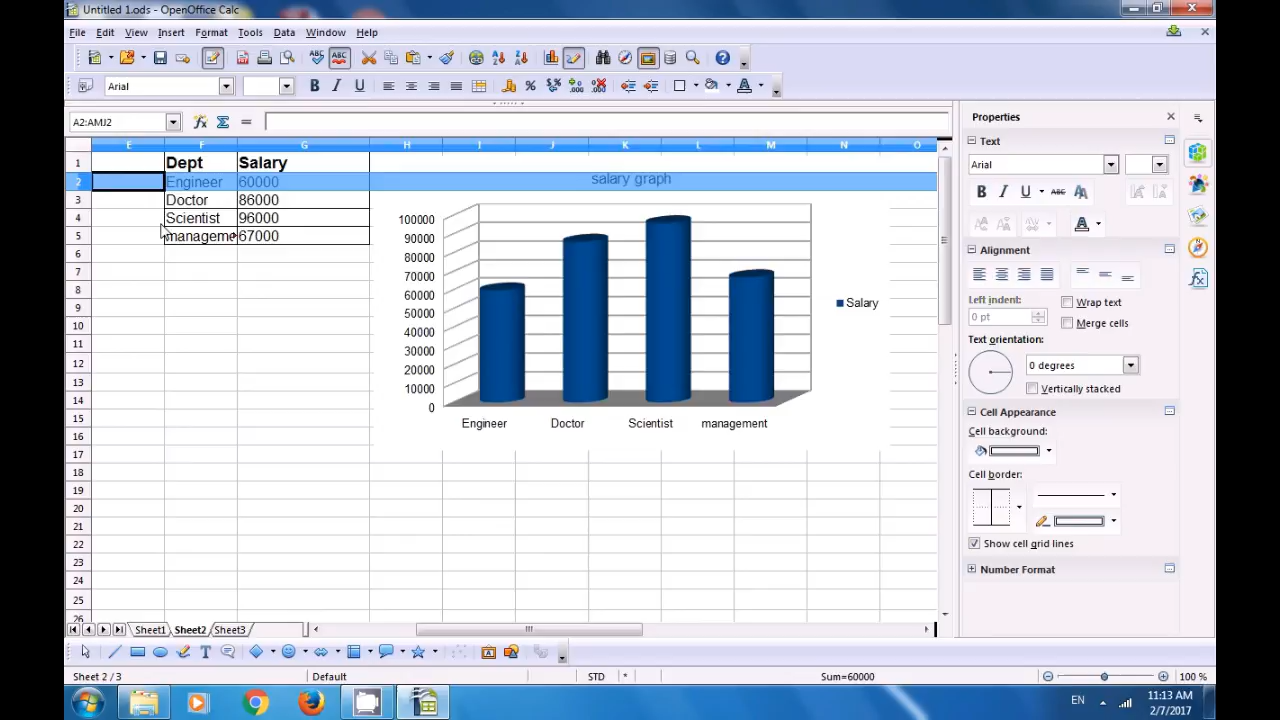 Untitled 1.ods - OpenOffice Calc
File Edit View Insert Format Tools Data Window Help
Arial
A2:AMJ2
E F G H I J K L M N O
1 Dept Salary
2 Engineer 60000
3 Doctor 86000
4 Scientist 96000
5 manageme 67000
6
7
8
9
10
11
12
13
14
15
16
17
18
19
20
21
22
23
24
25
26
salary graph
100000
90000
80000
70000
60000
50000
40000
30000
20000
10000
0
Engineer Doctor Scientist management
Salary
Properties
Text
Arial
Alignment
Left indent:
0 pt
Wrap text
Merge cells
Text orientation:
0 degrees
Vertically stacked
Cell Appearance
Cell background:
Cell border:
Show cell grid lines
Number Format
Sheet1 Sheet2 Sheet3
Sheet 2 / 3 Default STD * Sum=60000 100 %
EN 11:13 AM
2/7/2017